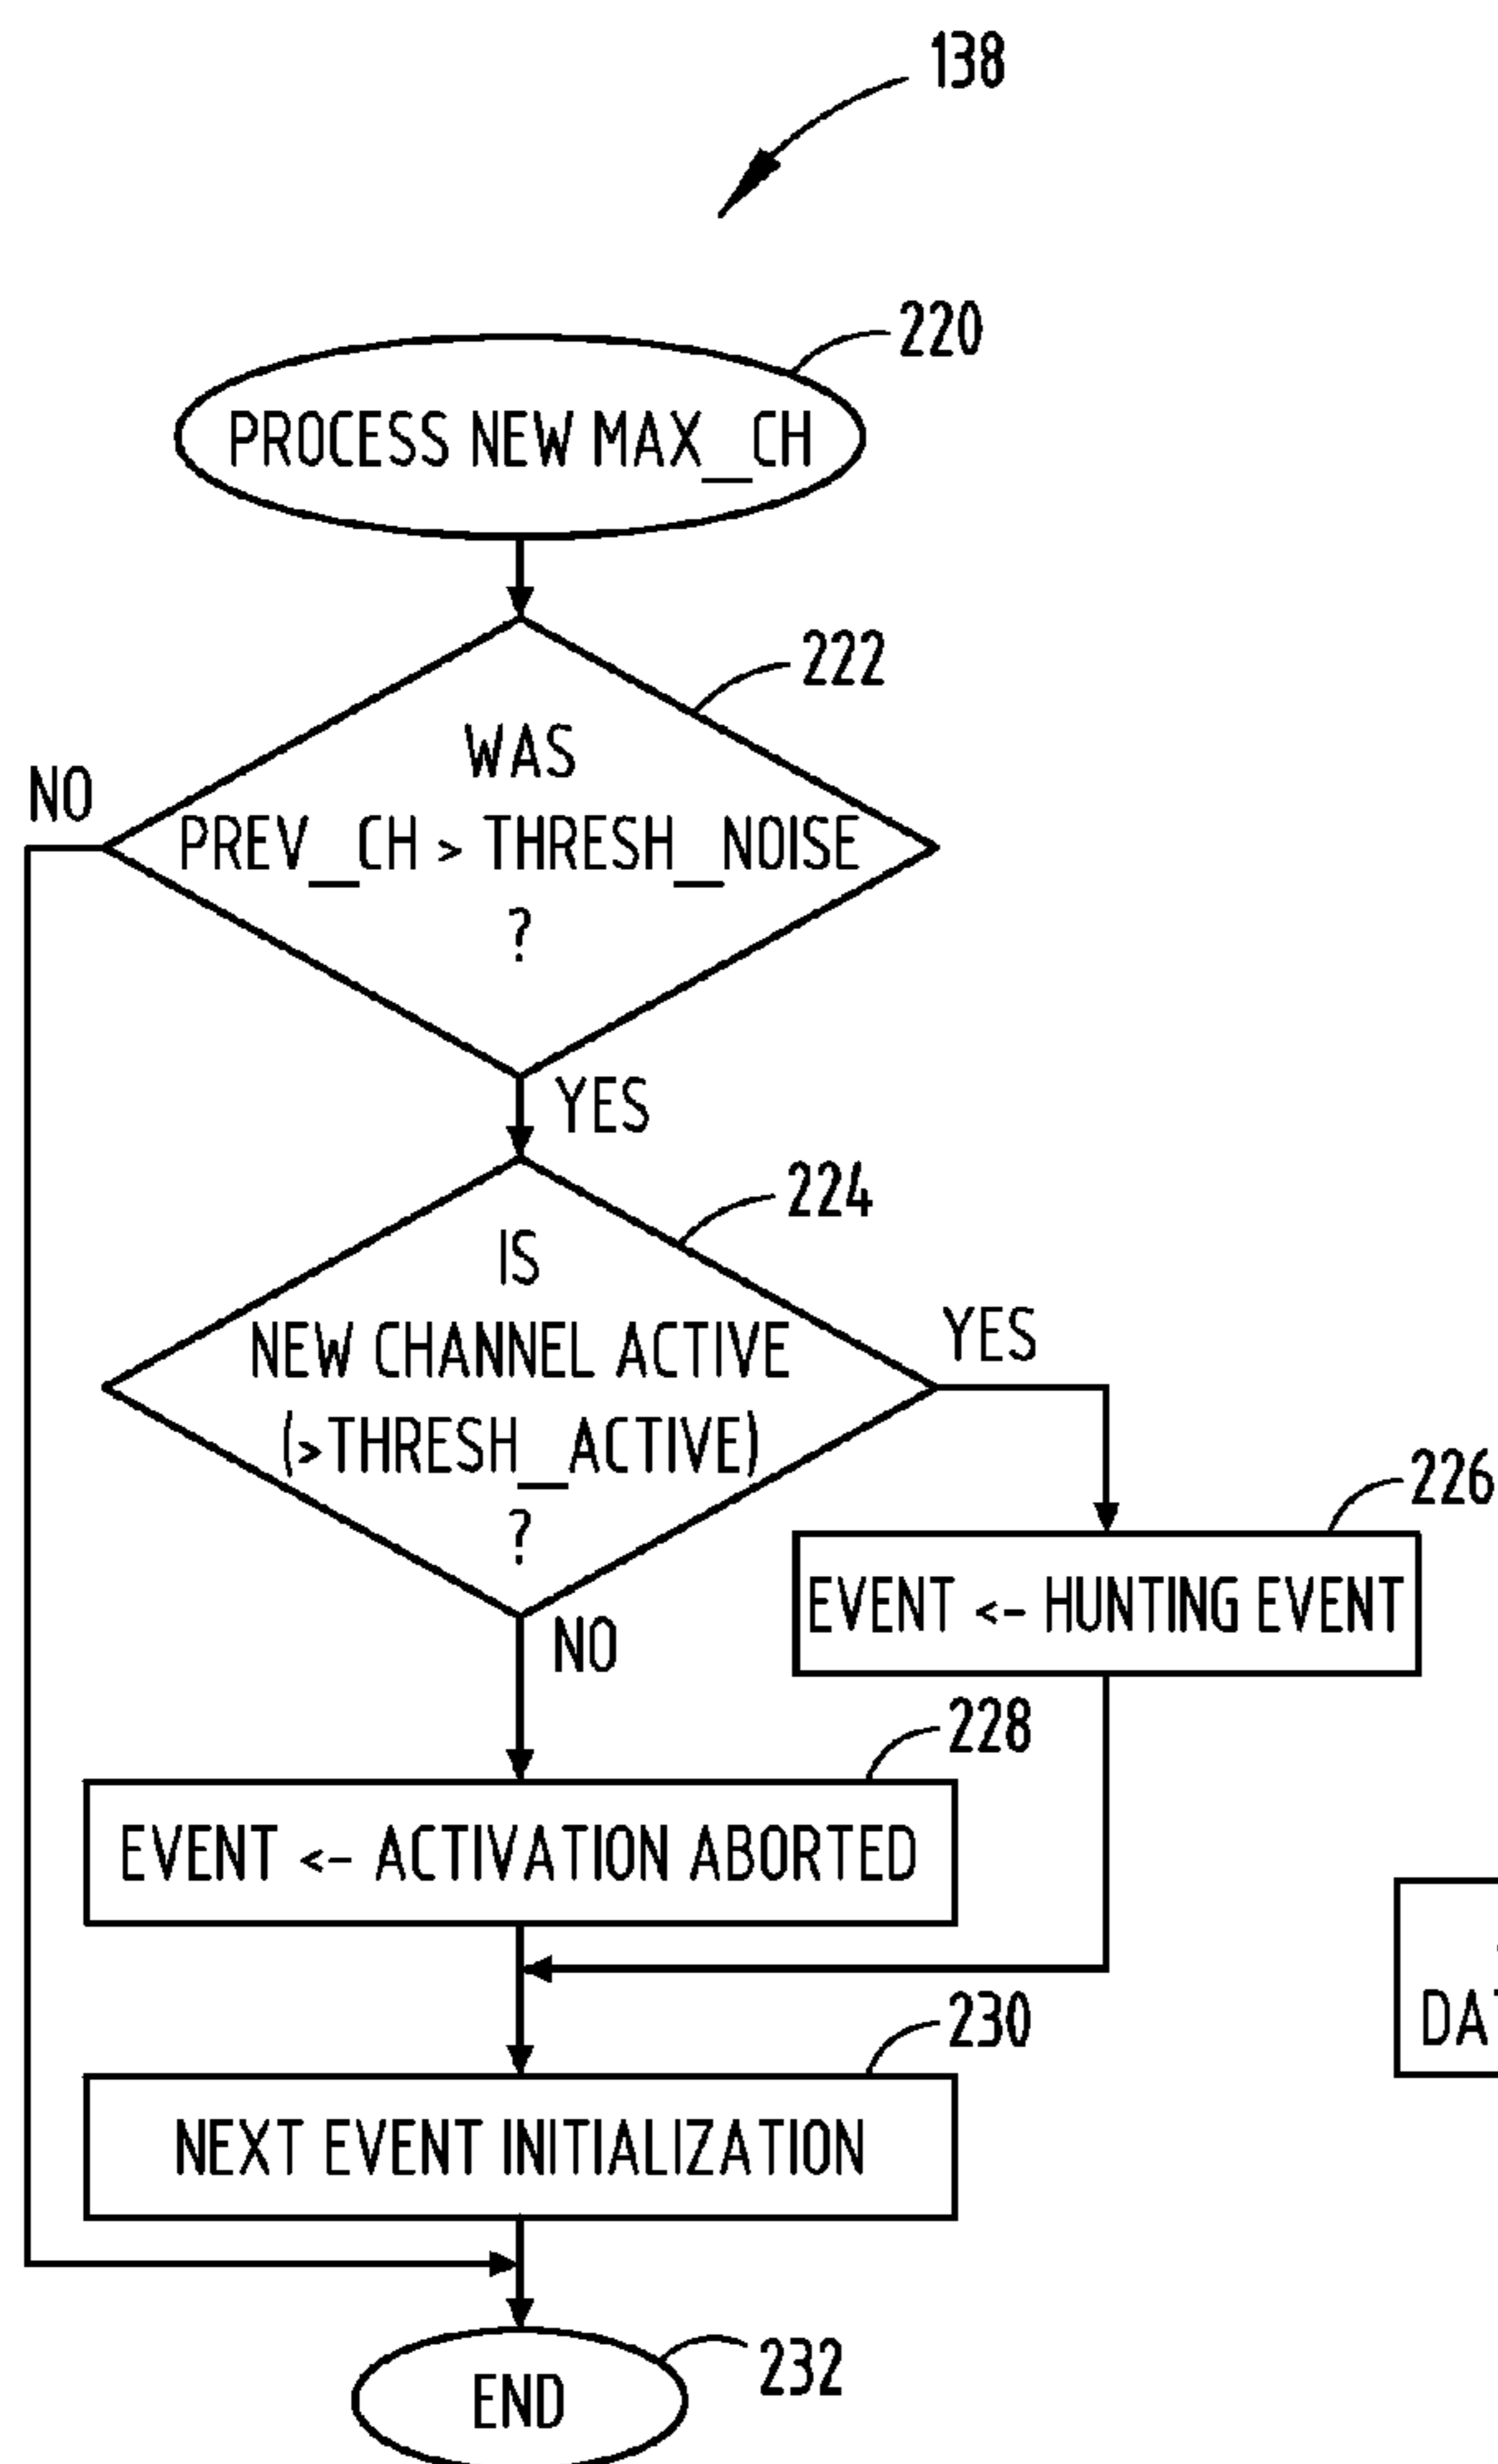 138
220
PROCESS NEW MAX_CH
222
WAS
PREV_CH > THRESH_NOISE
?
NO
YES
224
IS
NEW CHANNEL ACTIVE
(>THRESH_ACTIVE)
?
YES
NO
226
EVENT <- HUNTING EVENT
228
EVENT <- ACTIVATION ABORTED
230
NEXT EVENT INITIALIZATION
232
END